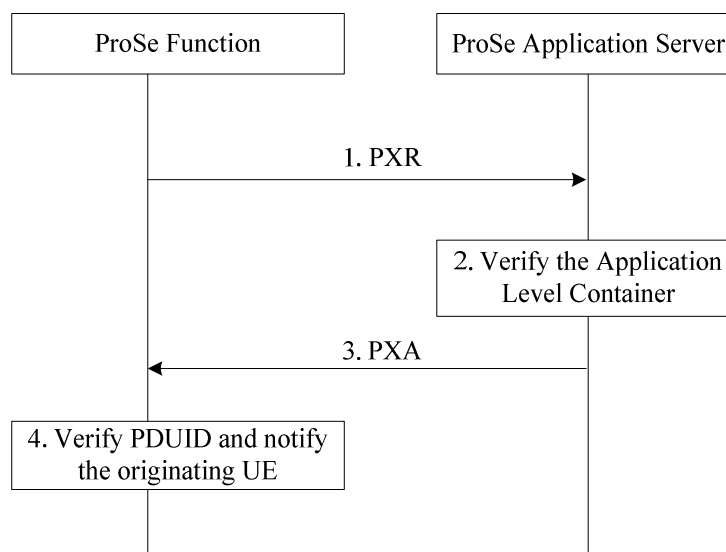 ProSe Function
ProSe Application Server
1. PXR
2. Verify the Application
Level Container
3. PXA
4. Verify PDUID and notify
the originating UE